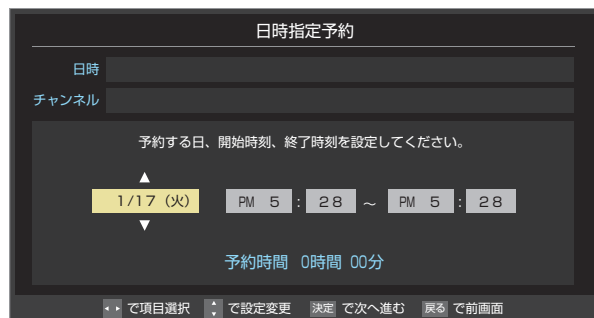 日時指定予約
日時
チャンネル
予約する日、開始時刻、終了時刻を設定してください。
1/17（火） PM 5 : 28 ～ PM 5 : 28
予約時間 0時間 00分
で項目選択 で設定変更 決定 で次へ進む 戻る で前画面